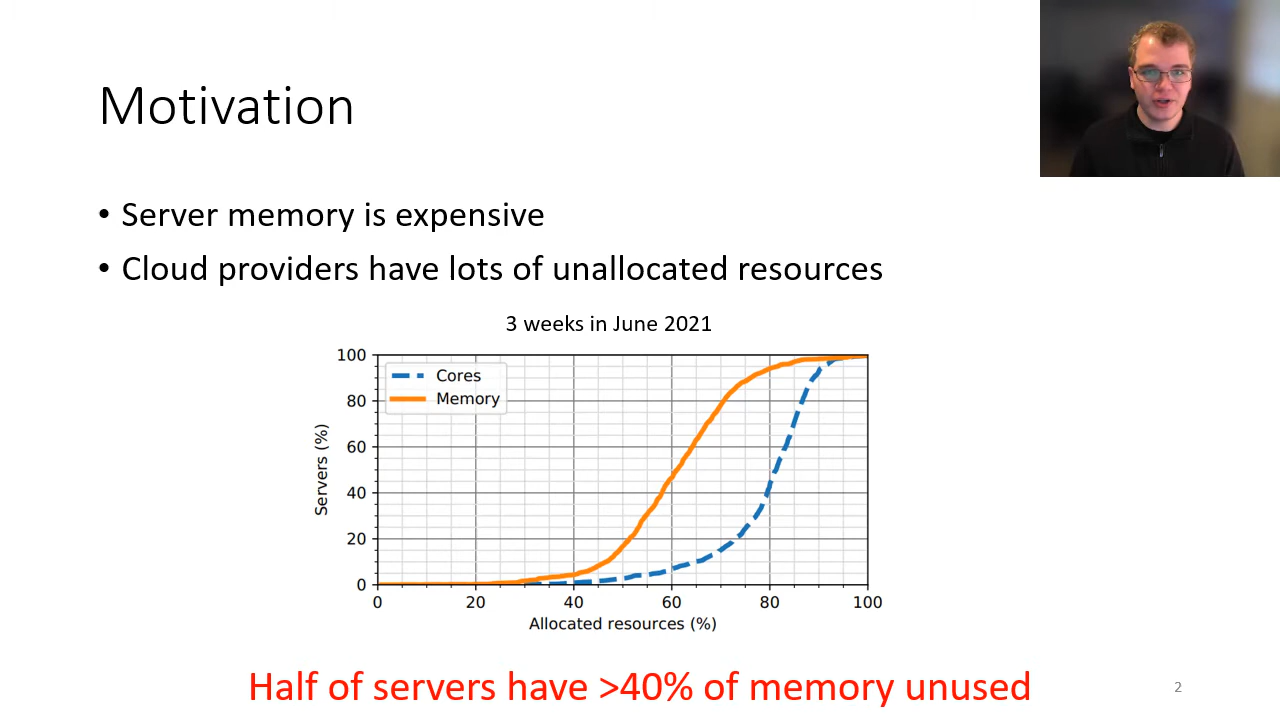 Motivation
• Server memory is expensive
• Cloud providers have lots of unallocated resources
3 weeks in June 2021
100
80
60
40
20
0
Servers (%)
Cores
Memory
0 20 40 60 80 100
Allocated resources (%)
Half of servers have >40% of memory unused
2